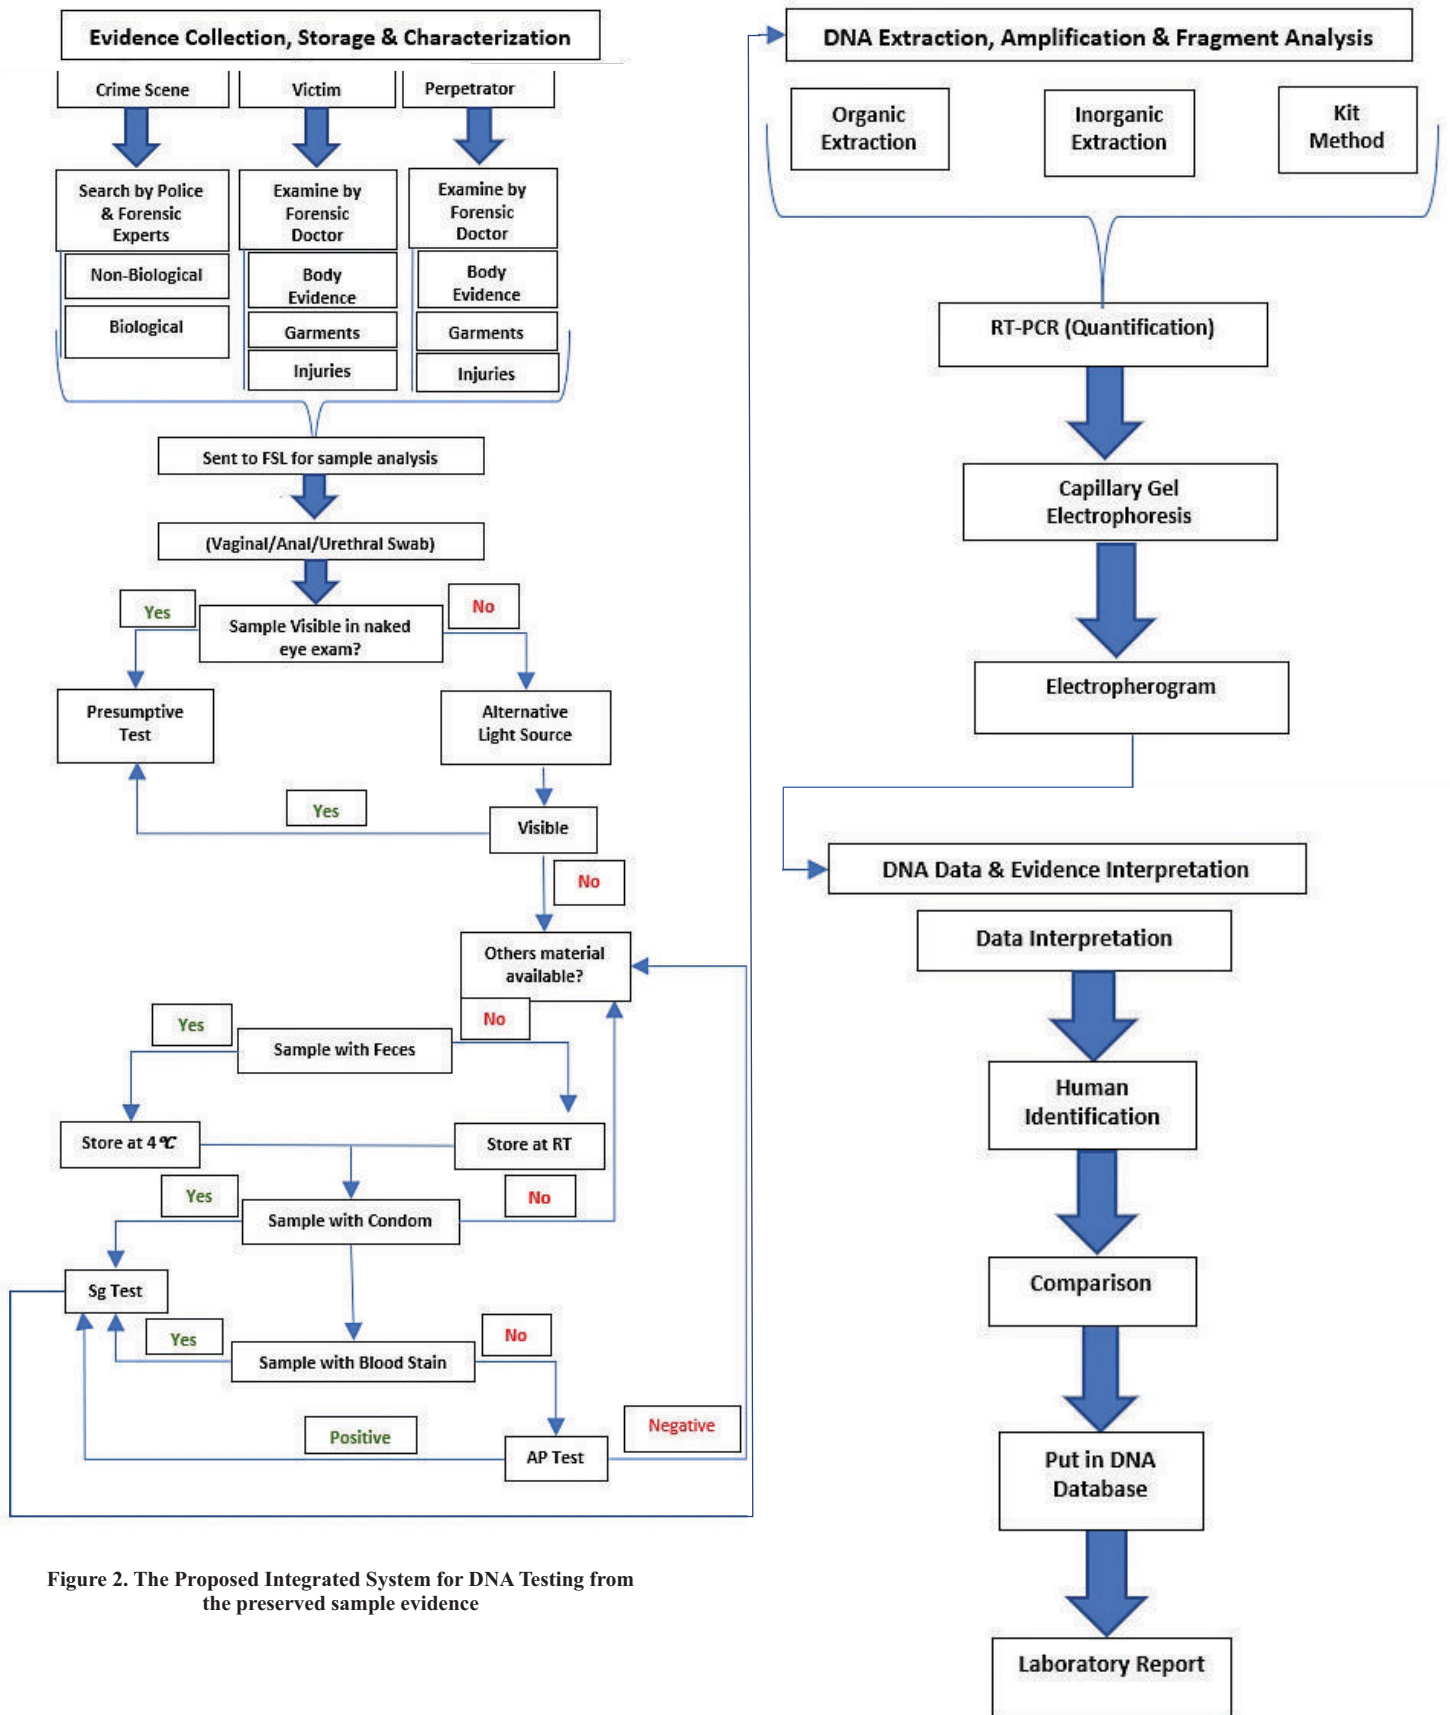 Evidence Collection, Storage & Characterization
Crime Scene
Victim
Perpetrator
Search by Police
& Forensic
Experts
Examine by
Forensic
Doctor
Examine by
Forensic
Doctor
Non-Biological
Biological
Body
Evidence
Garments
Injuries
Body
Evidence
Garments
Injuries
Sent to FSL for sample analysis
(Vaginal/Anal/Urethral Swab)
Yes
Sample Visible in naked
eye exam?
No
Presumptive
Test
Alternative
Light Source
Yes
Visible
No
Others material
available?
Yes
Sample with Feces
No
Store at 4℃
Store at RT
Yes
Sample with Condom
No
Sg Test
Yes
Sample with Blood Stain
No
Positive
AP Test
Negative
Figure 2. The Proposed Integrated System for DNA Testing from
the preserved sample evidence
DNA Extraction, Amplification & Fragment Analysis
Organic
Extraction
Inorganic
Extraction
Kit
Method
RT-PCR (Quantification)
Capillary Gel
Electrophoresis
Electropherogram
DNA Data & Evidence Interpretation
Data Interpretation
Human
Identification
Comparison
Put in DNA
Database
Laboratory Report